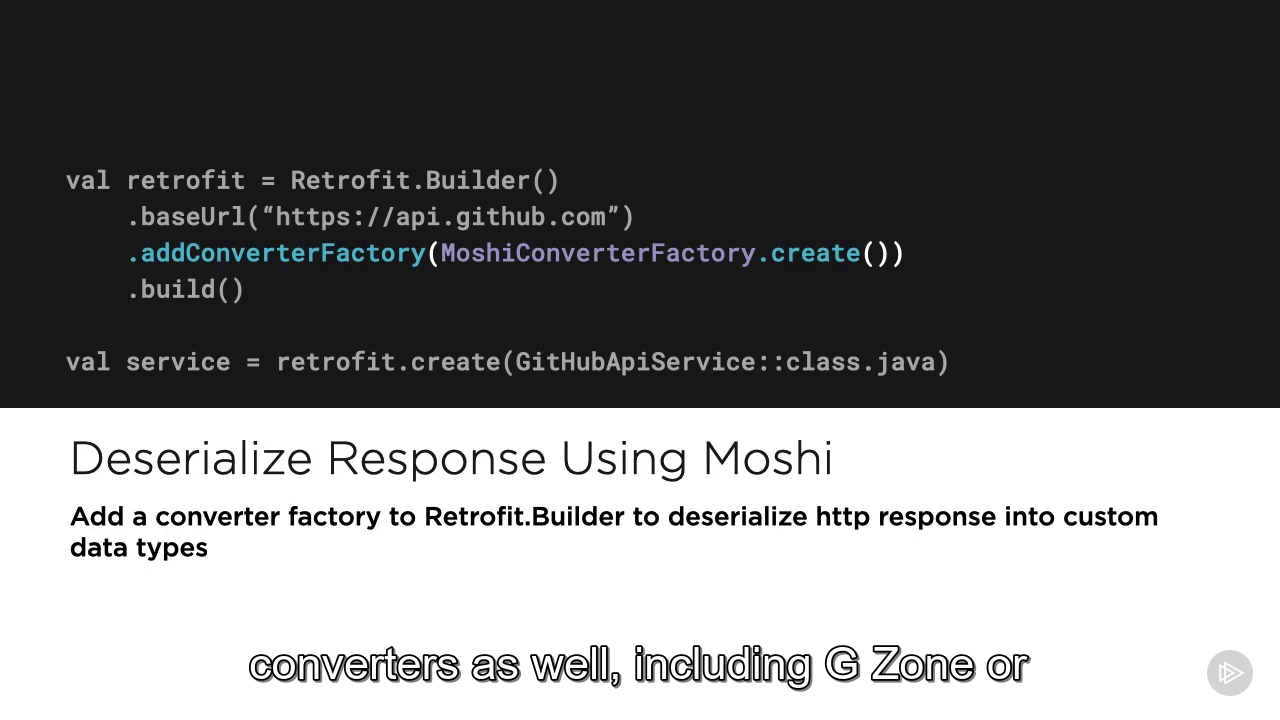 val retrofit = Retrofit.Builder()
    .baseUrl(“https://api.github.com”)
    .addConverterFactory(MoshiConverterFactory.create())
    .build()
val service = retrofit.create(GitHubApiService::class.java)
Deserialize Response Using Moshi
Add a converter factory to Retrofit.Builder to deserialize http response into custom
data types
converters as well, including G Zone or